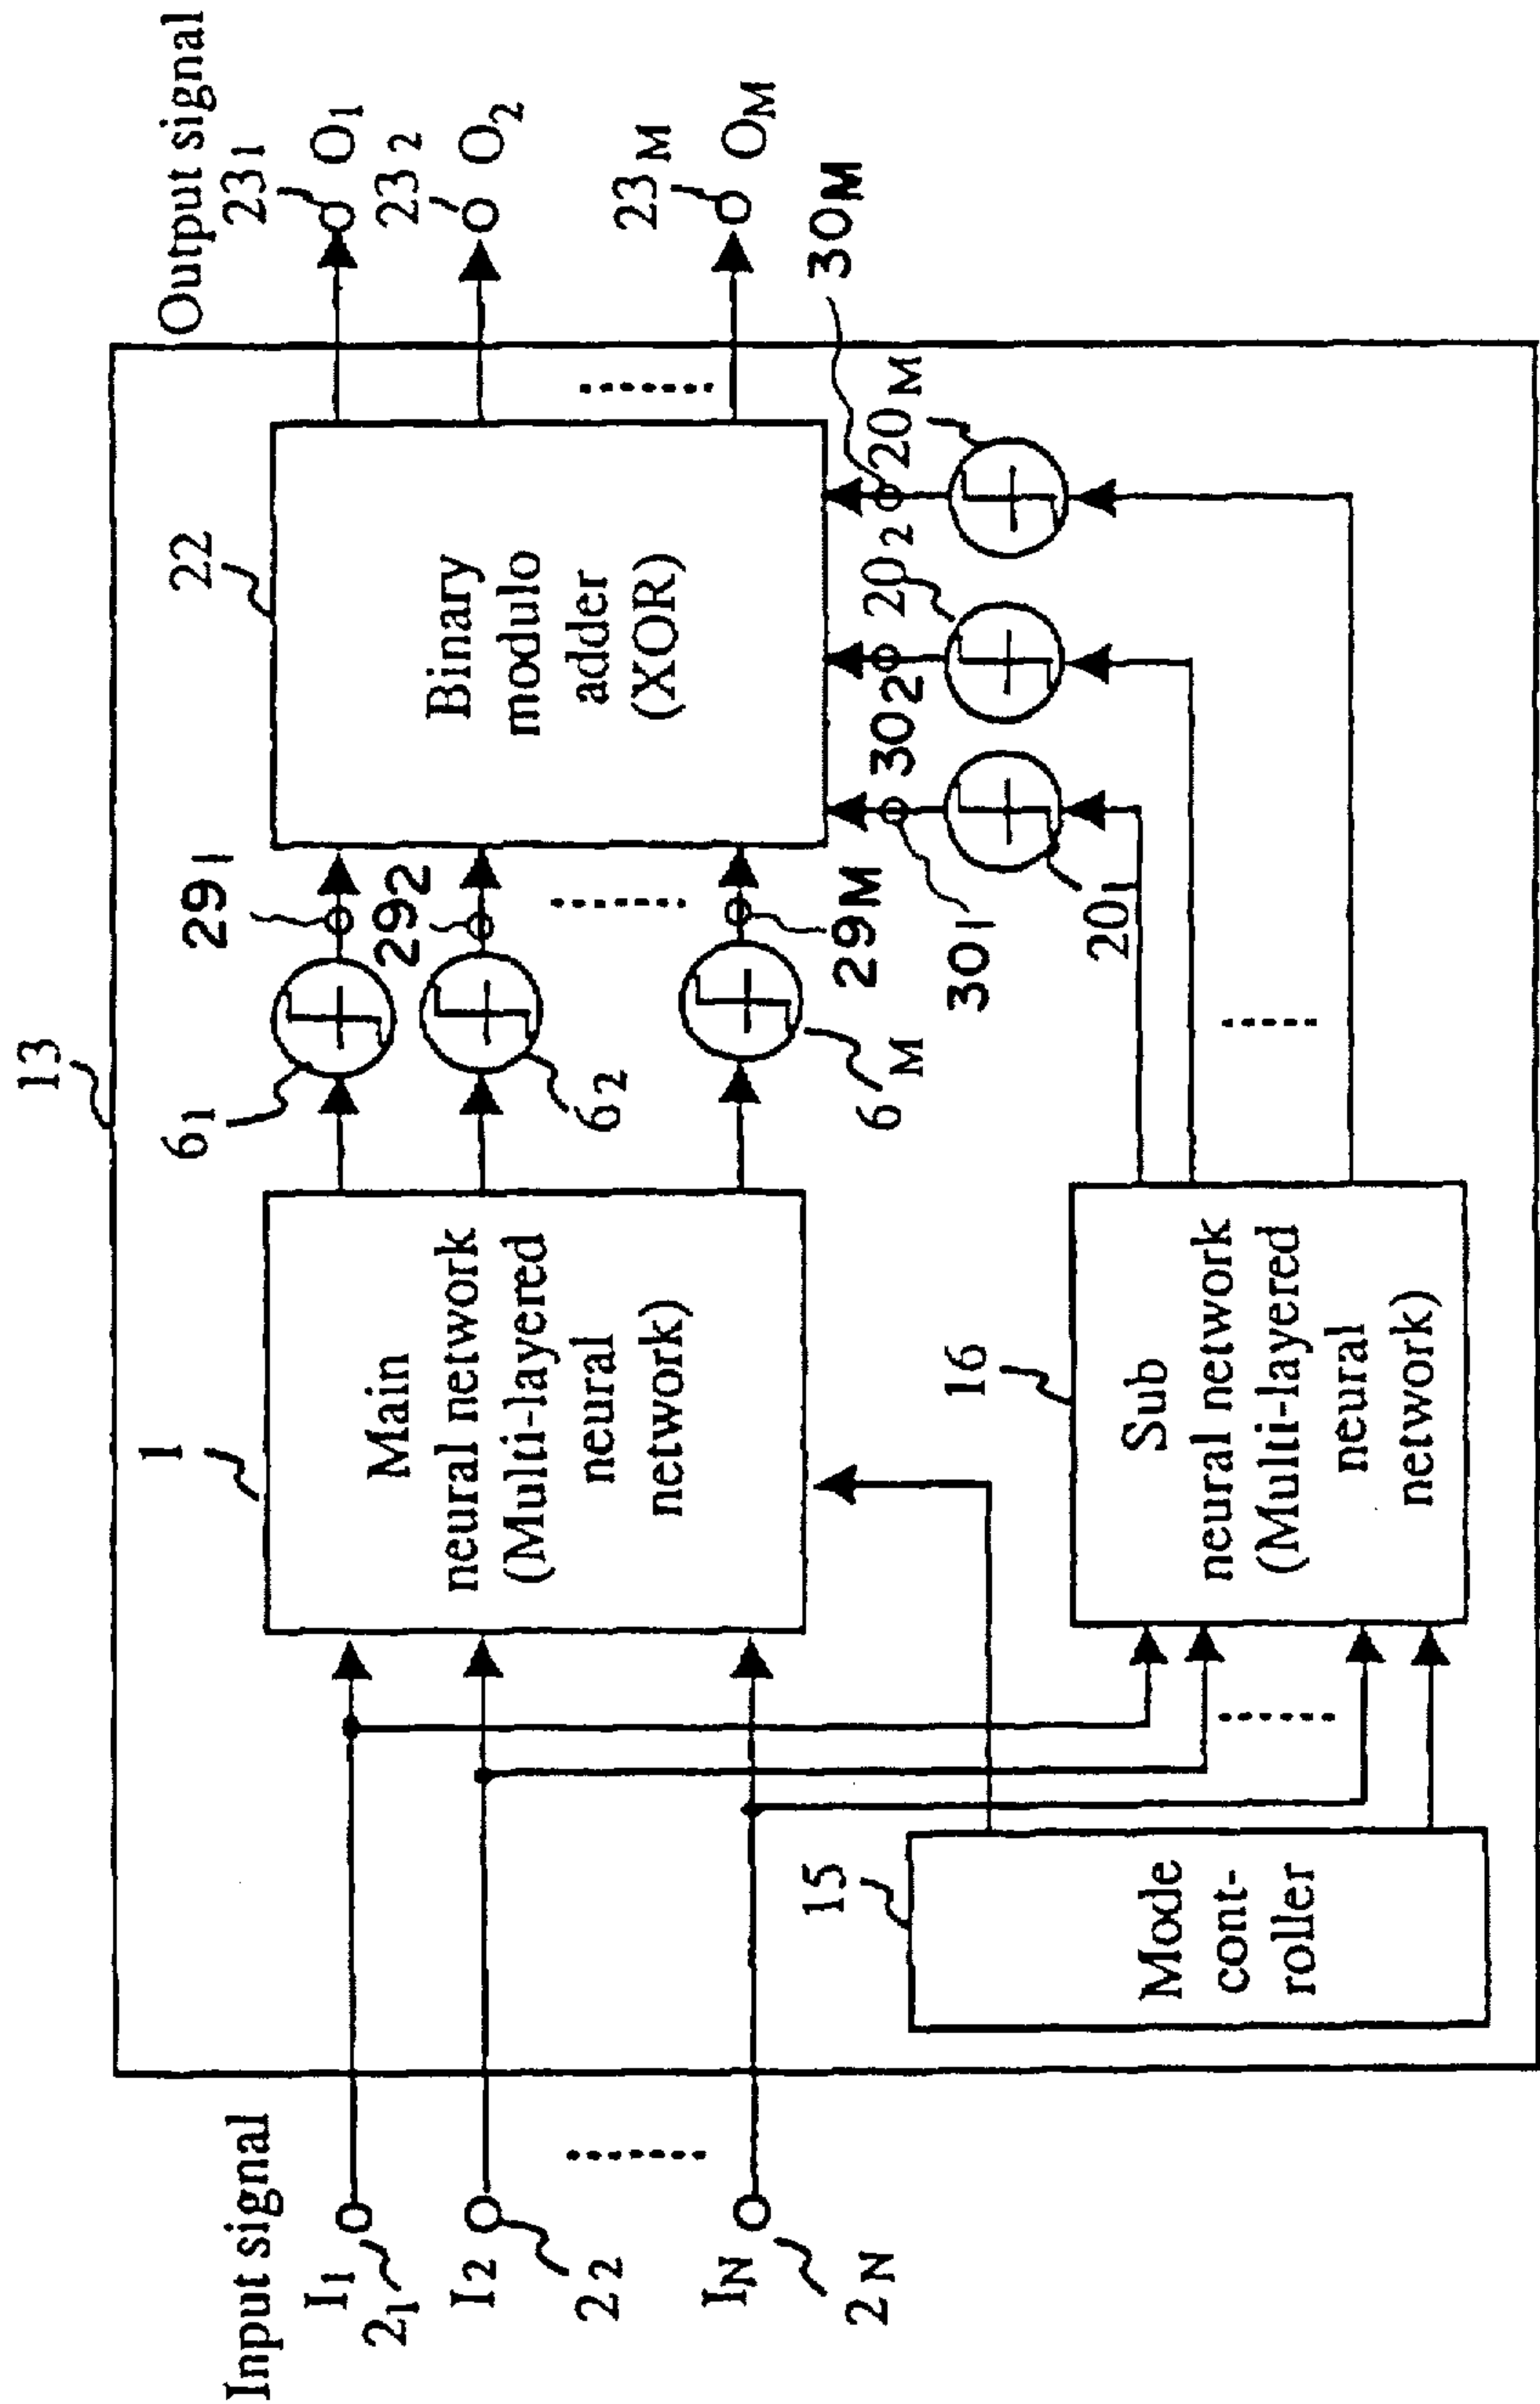 13
Input signal
Output signal
I1
21
I2
22
IN
2N
1
Main
neural network
(Multi-layered
neural
network)
61
62
6M
291
292
29M
22
Binary
modulo
adder
(XOR)
231
O1
232
O2
23M
OM
15
Mode
cont-
roller
16
Sub
neural network
(Multi-layered
neural
network)
201
202
20M
301
302
30M